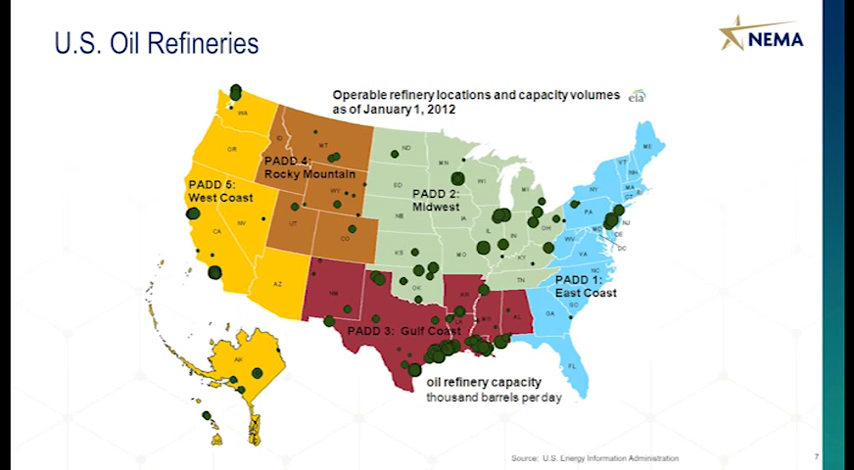 U.S. Oil Refineries
NEMA
Operable refinery locations and capacity volumes
as of January 1, 2012
eia
WA
OR
ID
MT
ND
MN
PADD 4:
Rocky Mountain
PADD 5:
West Coast
PADD 2:
Midwest
SD
WI
MI
WY
NY
VT
NH
ME
MA
CT
R
NV
UT
CO
CA
NB
IA
IL
IN
OH
PA
NJ
DE
MD
DC
KS
MO
KY
WV
VA
AZ
NM
OK
AR
TN
NC
PADD 1:
East Coast
SC
GA
AL
MS
LA
PADD 3: Gulf Coast
AK
FL
oil refinery capacity
thousand barrels per day
Source: U.S. Energy Information Administration
7